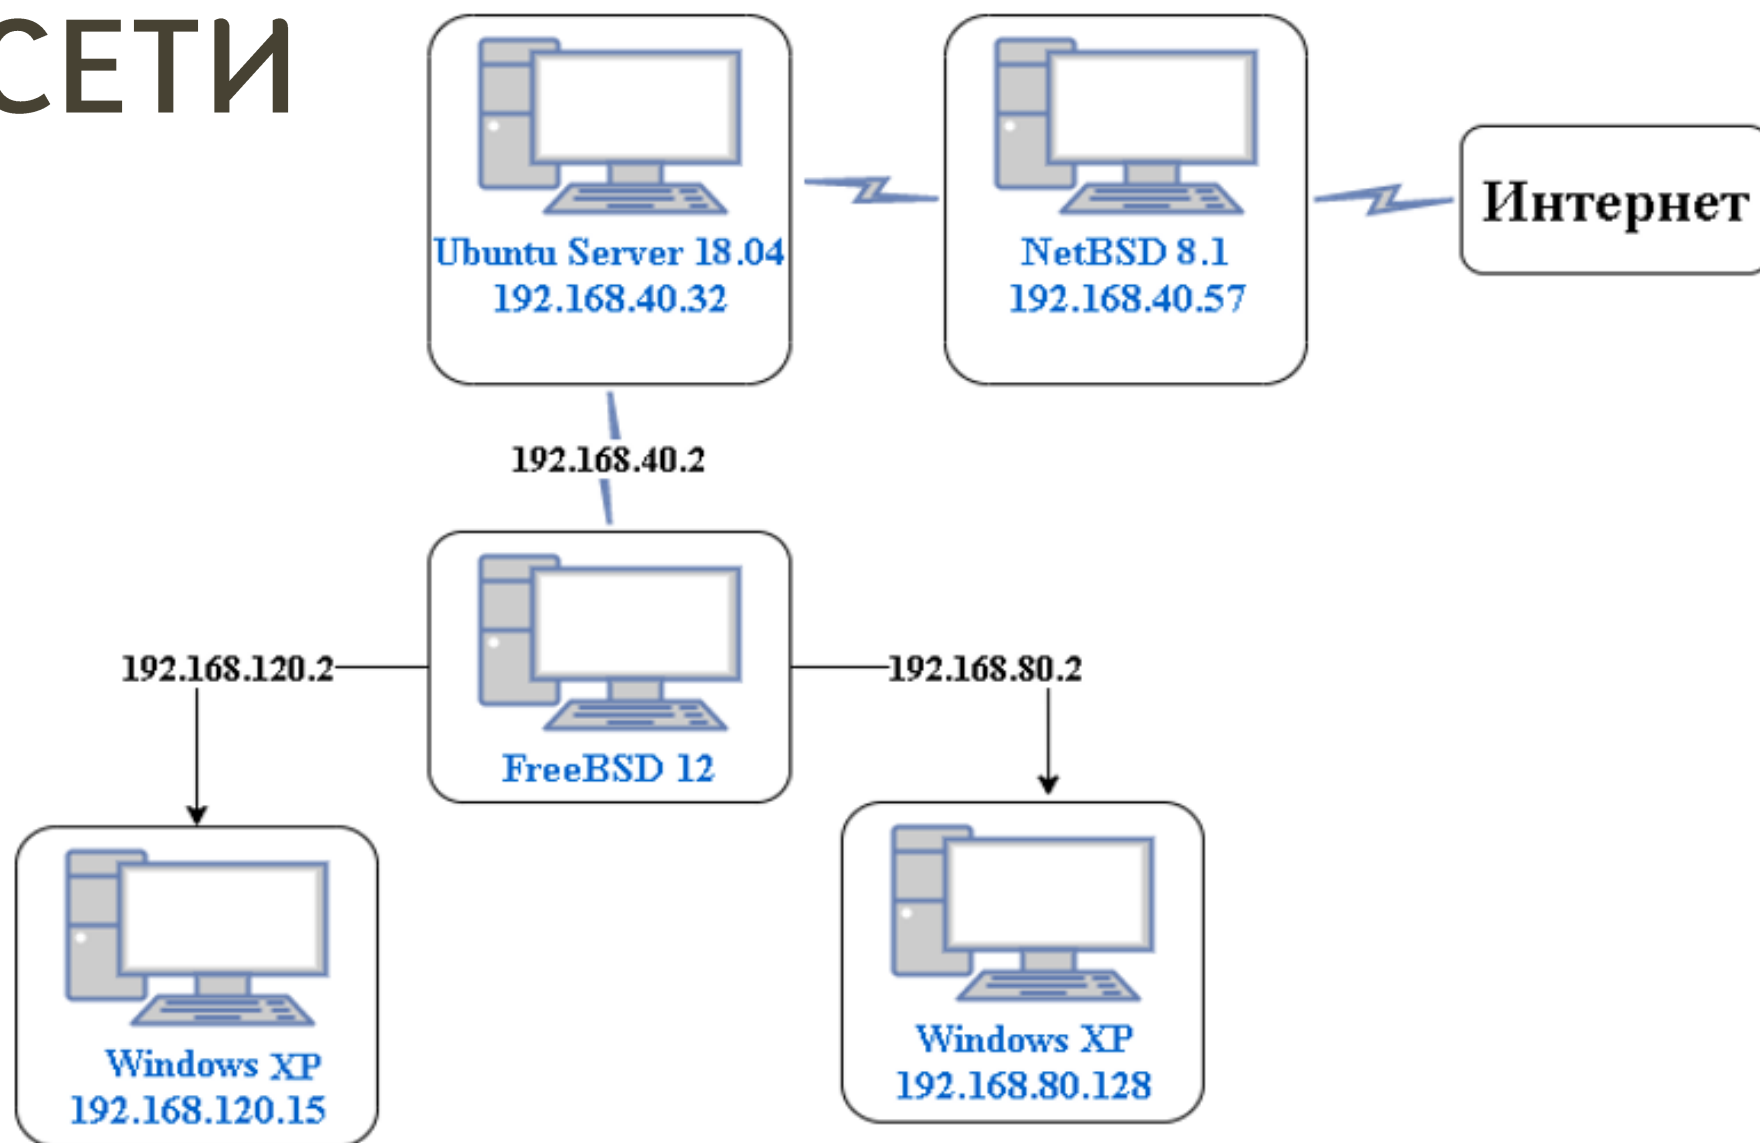 СЕТИ
Ubuntu Server 18.04
192.168.40.32
NetBSD 8.1
192.168.40.57
Интернет
192.168.40.2
192.168.120.2
192.168.80.2
FreeBSD 12
Windows XP
192.168.120.15
Windows XP
192.168.80.128